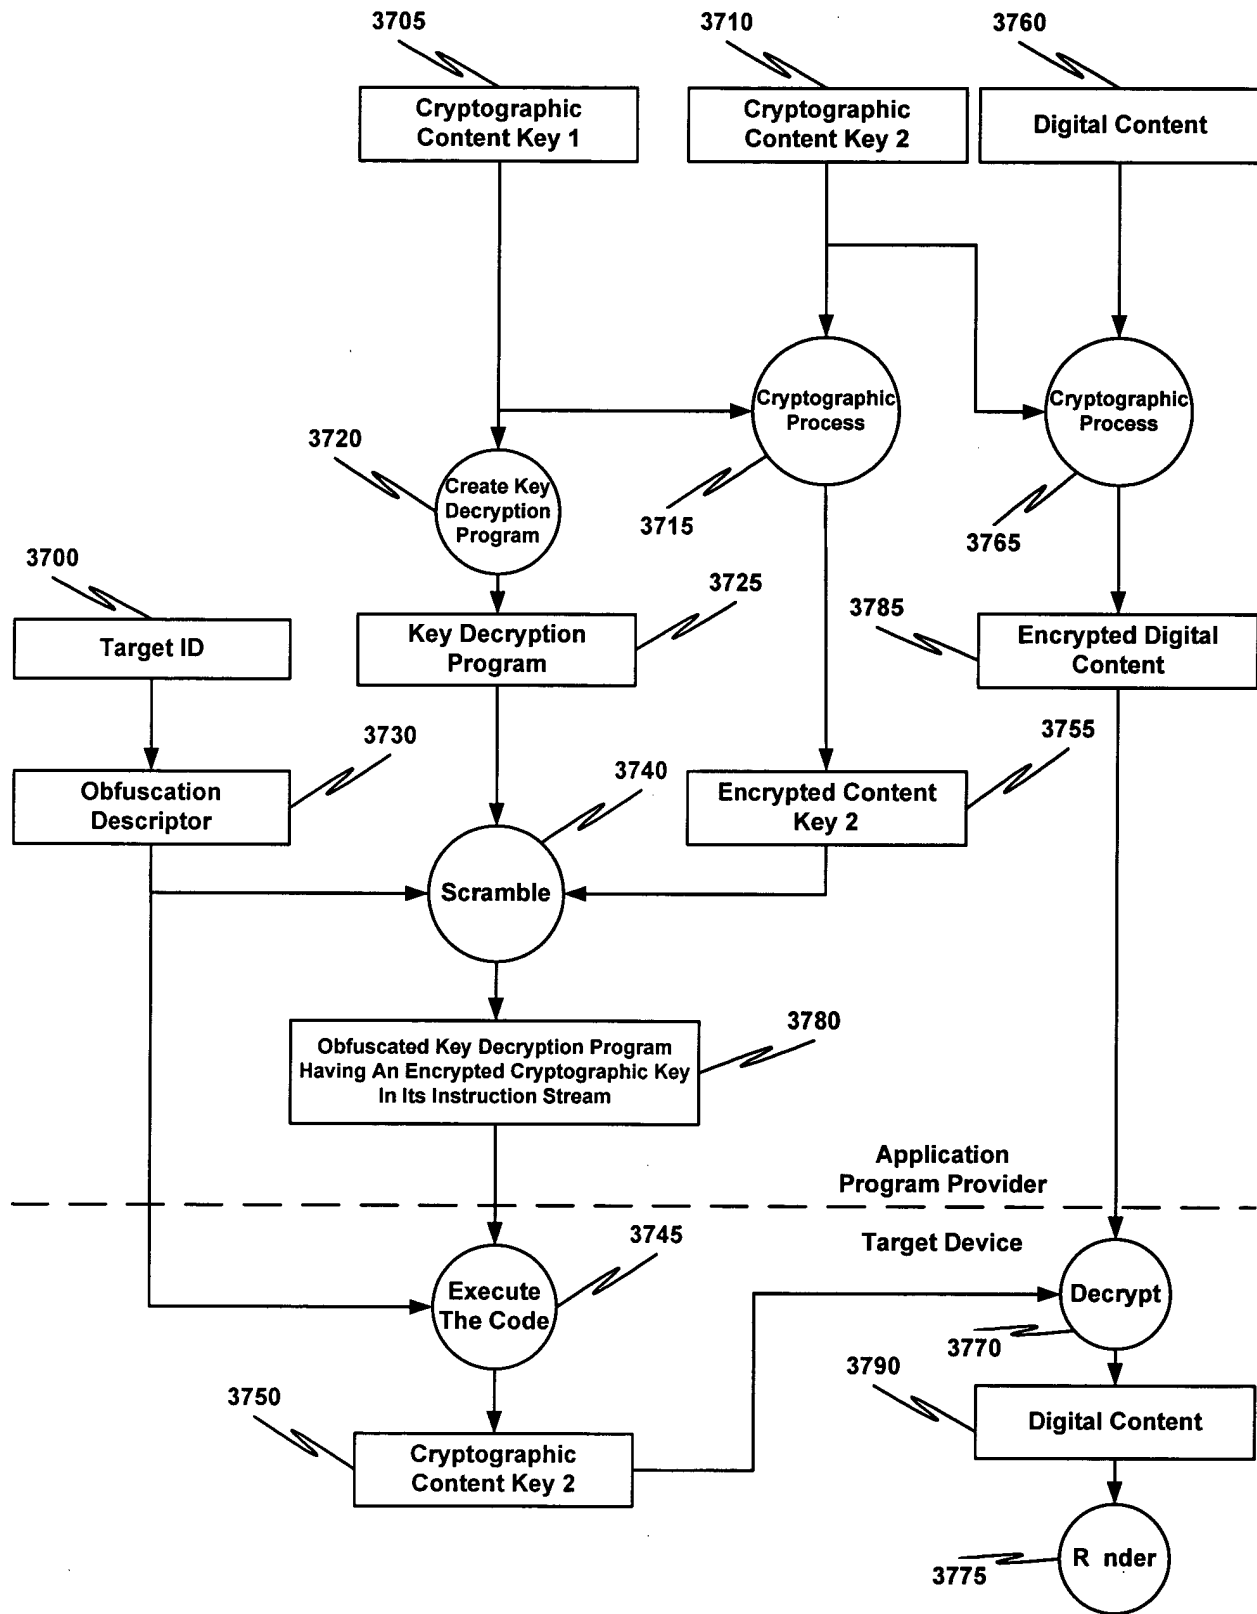 3705
3710
3760
Cryptographic
Content Key 1
Cryptographic
Content Key 2
Digital Content
Cryptographic
Process
Cryptographic
Process
3720
Create Key
Decryption
Program
3715
3765
3700
3725
3785
Target ID
Key Decryption
Program
Encrypted Digital
Content
3730
3740
3755
Obfuscation
Descriptor
Encrypted Content
Key 2
Scramble
3780
Obfuscated Key Decryption Program
Having An Encrypted Cryptographic Key
In Its Instruction Stream
Application
Program Provider
Target Device
3745
Execute
The Code
Decrypt
3770
3790
3750
Cryptographic
Content Key 2
Digital Content
R nder
3775